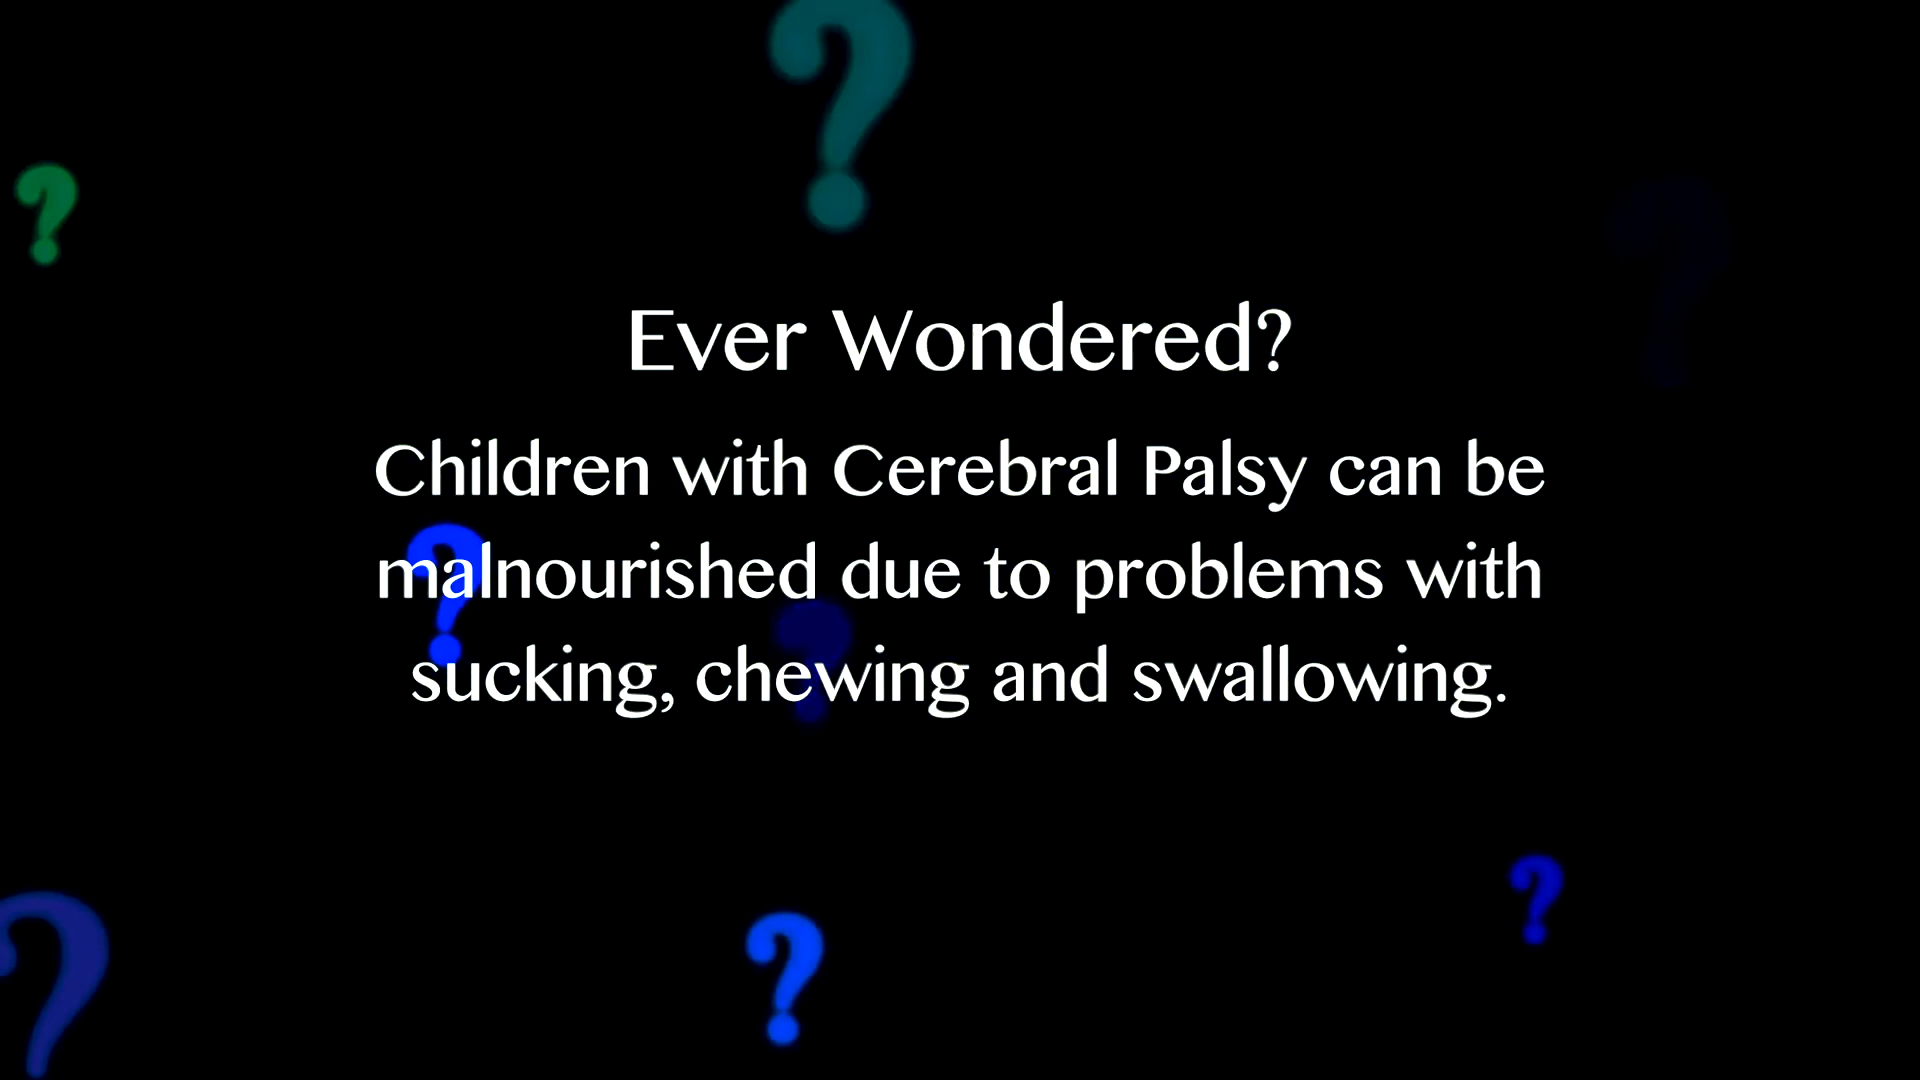 Ever Wondered?
Children with Cerebral Palsy can be
malnourished due to problems with
sucking, chewing and swallowing.